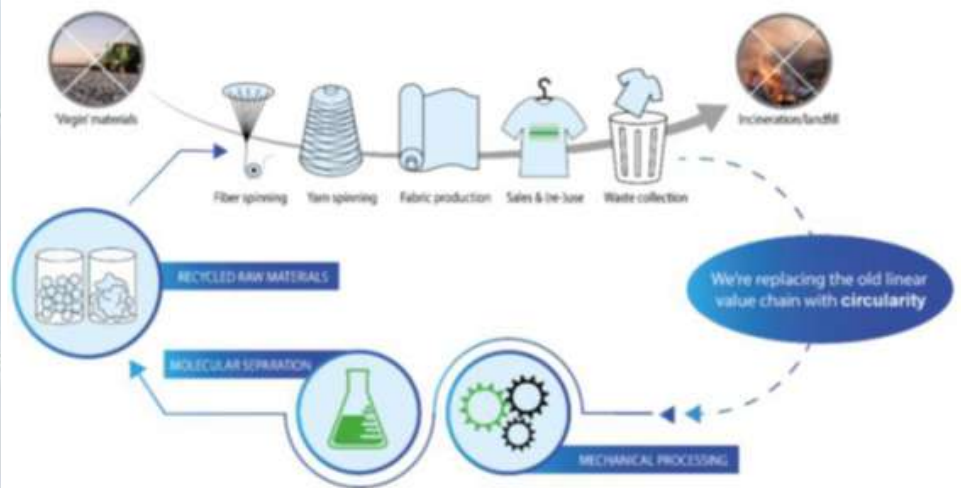 'Virgin' materials
Incineration/landfill
Fiber spinning
Yarn spinning
Fabric production
Sales & (re-)use
Waste collection
RECYCLED RAW MATERIALS
We're replacing the old linear
value chain with circularity
MOLECULAR SEPARATION
MECHANICAL PROCESSING